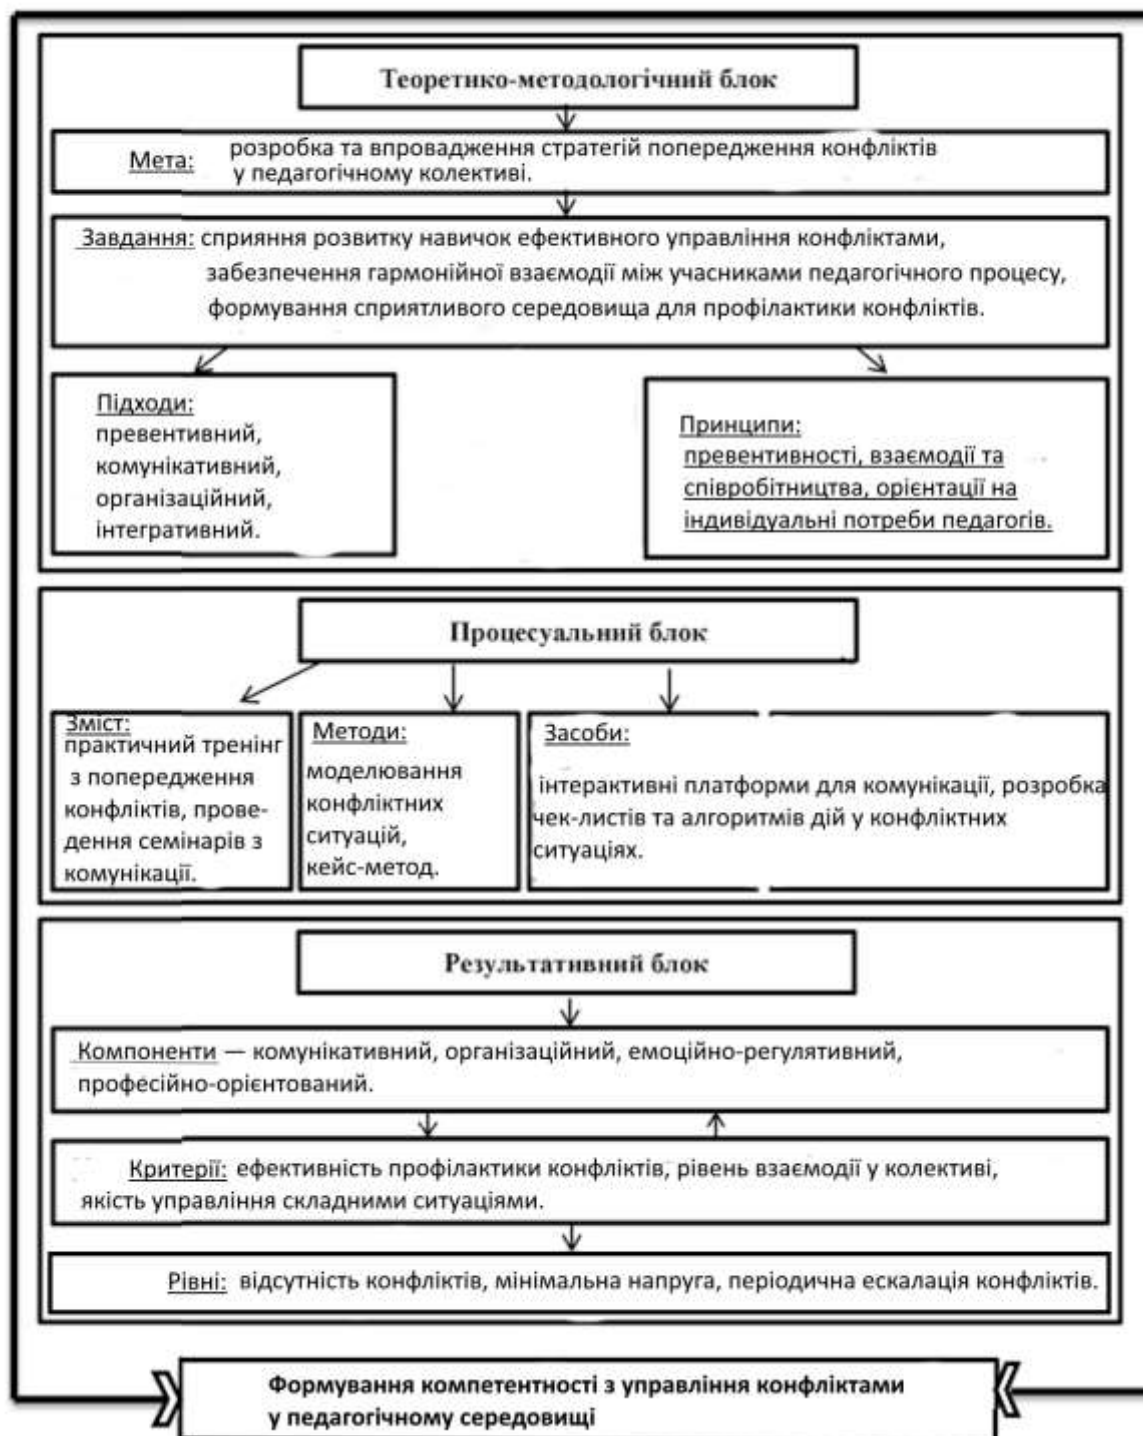 Теоретико-методологічний блок
Мета: розробка та впровадження стратегій попередження конфліктів
у педагогічному колективі.
Завдання: сприяння розвитку навичок ефективного управління конфліктами,
забезпечення гармонійної взаємодії між учасниками педагогічного процесу,
формування сприятливого середовища для профілактики конфліктів.
Підходи:
превентивний,
комунікативний,
організаційний,
інтегративний.
Принципи:
превентивності, взаємодії та
співробітництва, орієнтації на
індивідуальні потреби педагогів.
Процесуальний блок
Зміст:
практичний тренінг
з попередження
конфліктів, прове-
дення семінарів з
комунікації.
Методи:
моделювання
конфліктних
ситуацій,
кейс-метод.
Засоби:
інтерактивні платформи для комунікації, розробка
чек-листів та алгоритмів дій у конфліктних
ситуаціях.
Результативний блок
Компоненти — комунікативний, організаційний, емоційно-регулятивний,
професійно-орієнтований.
Критерії: ефективність профілактики конфліктів, рівень взаємодії у колективі,
якість управління складними ситуаціями.
Рівні: відсутність конфліктів, мінімальна напруга, періодична ескалація конфліктів.
Формування компетентності з управління конфліктами
у педагогічному середовищі